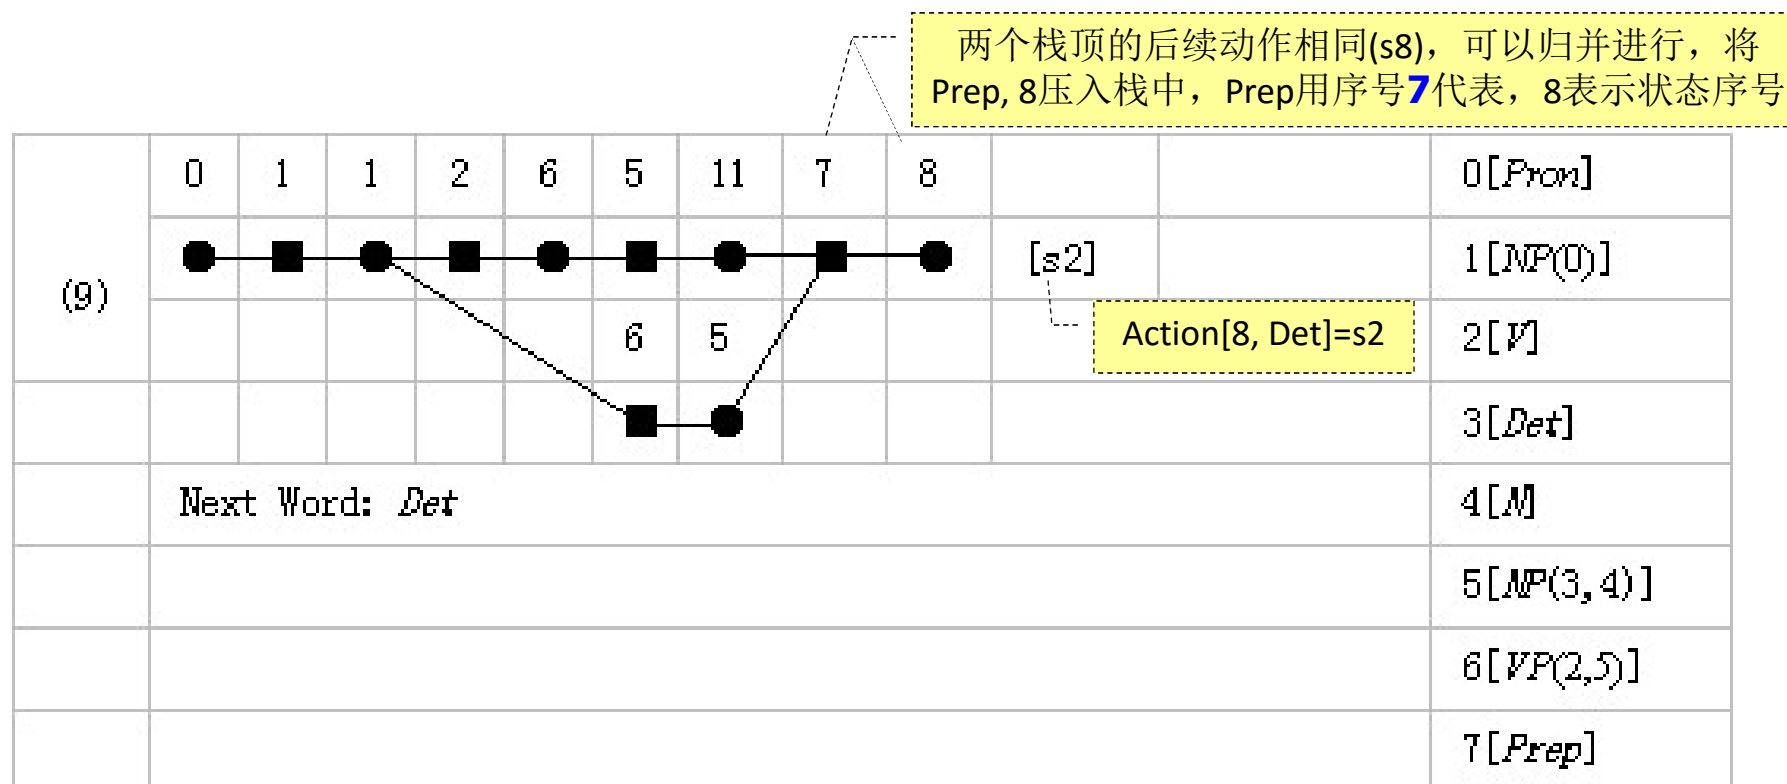 两个栈顶的后续动作相同(s8)，可以归并进行，将
Prep, 8压入栈中，Prep用序号7代表，8表示状态序号
0 1 1 2 6 5 11 7 8 0[Pron]
(9) [s2] 1[NP(0)]
6 5 Action[8, Det]=s2 2[V]
3[Det]
Next Word: Det 4[N]
5[NP(3,4)]
6[VP(2,5)]
7[Prep]